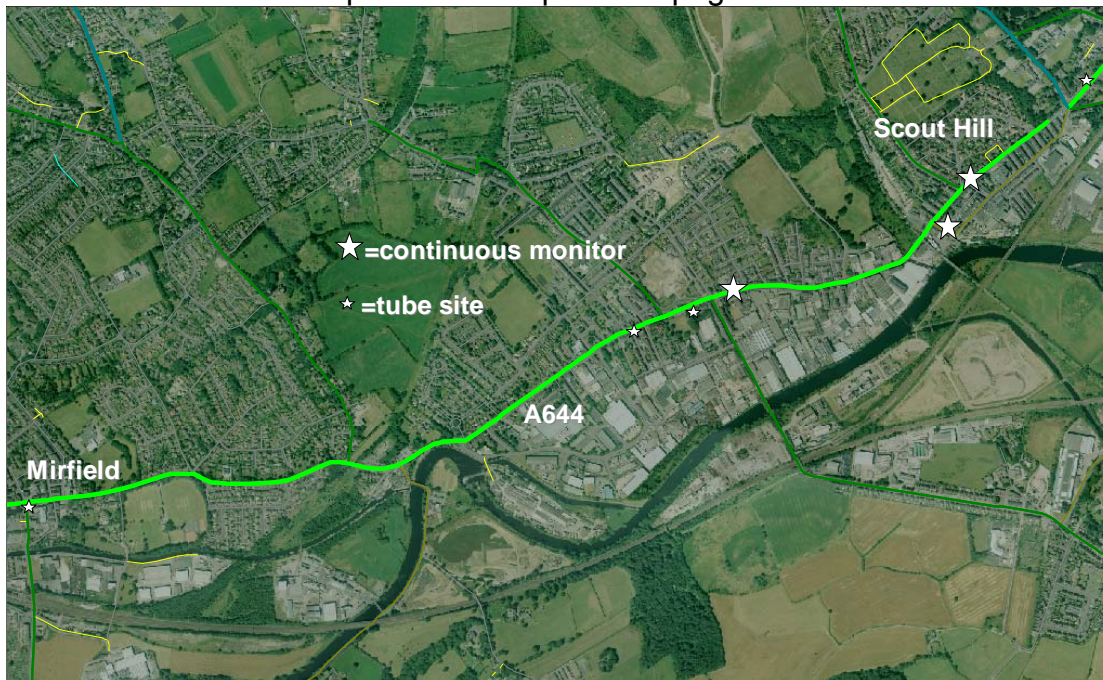 Scout Hill
=continuous monitor
=tube site
A644
Mirfield